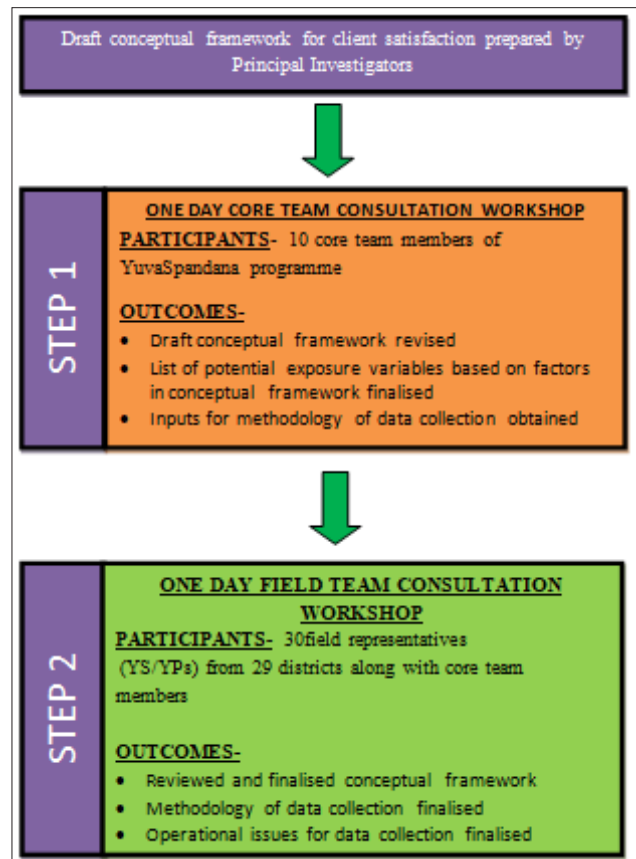 Draft conceptual framework for client satisfaction prepared by
Principal Investigators
STEP 1
ONE DAY CORE TEAM CONSULTATION WORKSHOP
PARTICIPANTS- 10 core team members of
YuvaSpandana programme
OUTCOMES-
• Draft conceptual framework revised
• List of potential exposure variables based on factors
in conceptual framework finalised
• Inputs for methodology of data collection obtained
STEP 2
ONE DAY FIELD TEAM CONSULTATION
WORKSHOP
PARTICIPANTS- 30field representatives
(YS/YPs) from 29 districts along with core team
members
OUTCOMES-
• Reviewed and finalised conceptual framework
• Methodology of data collection finalised
• Operational issues for data collection finalised